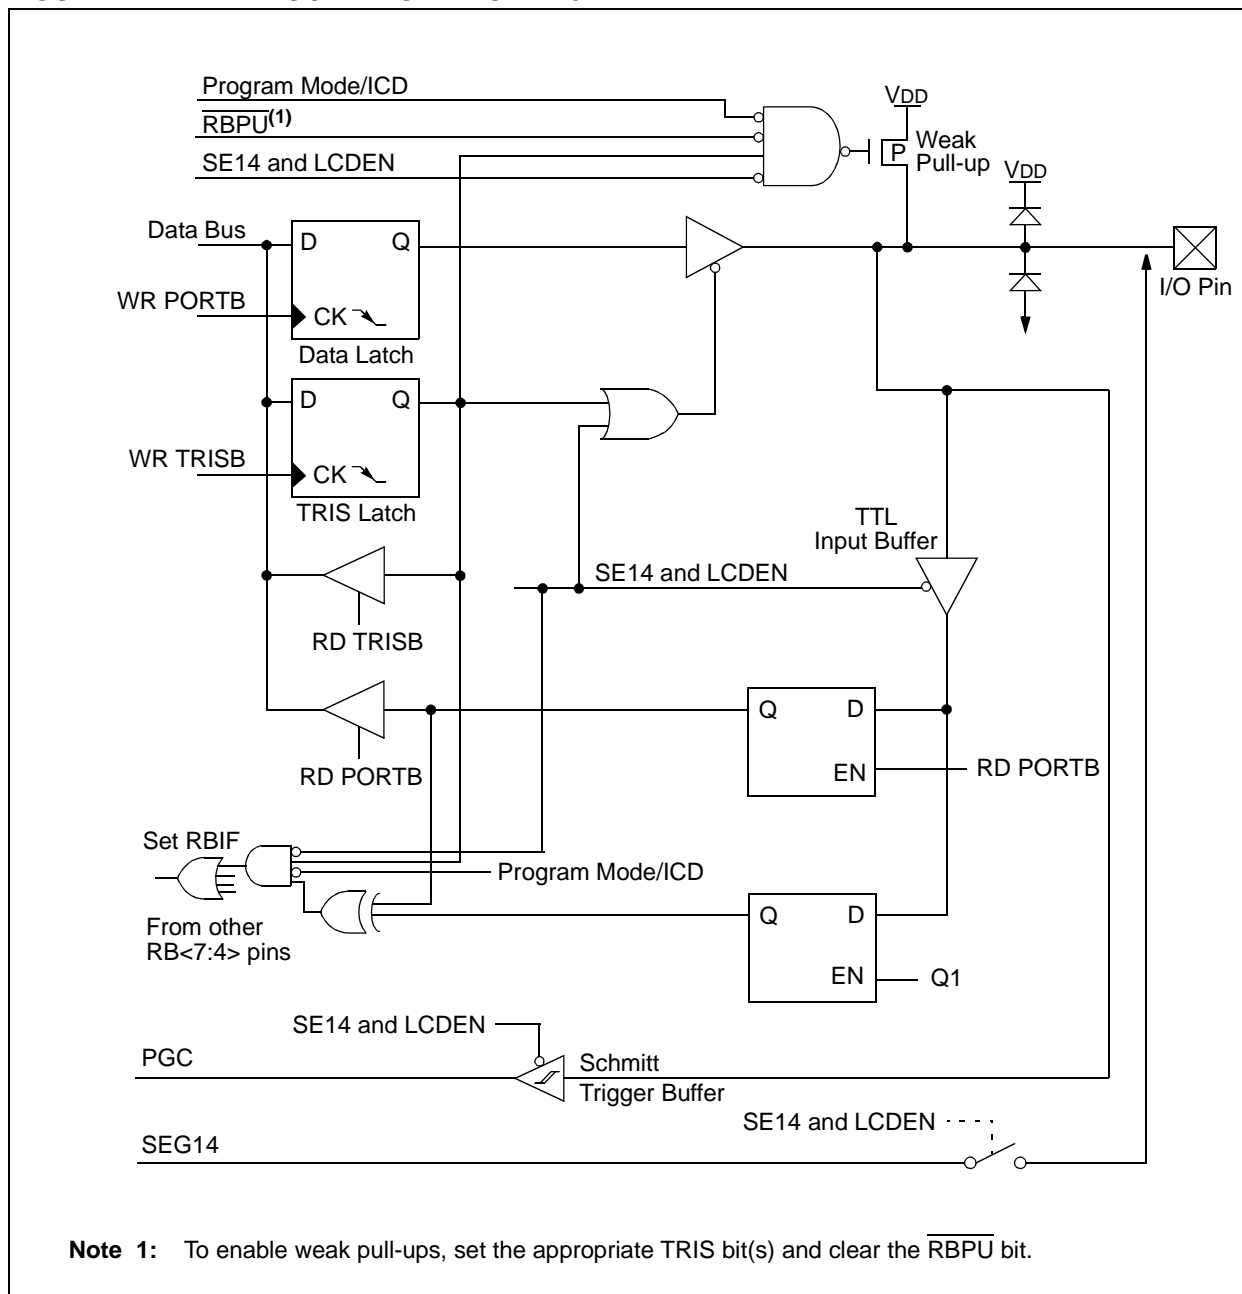 Program Mode/ICD
RBPU(1)
SE14 and LCDEN
VDD
P
Weak
Pull-up
VDD
Data Bus
D
Q
WR PORTB
CK
Data Latch
I/O Pin
D
Q
WR TRISB
CK
TRIS Latch
TTL
Input Buffer
SE14 and LCDEN
RD TRISB
Q
D
EN
RD PORTB
RD PORTB
Set RBIF
Program Mode/ICD
From other
RB<7:4> pins
Q
D
EN
Q1
SE14 and LCDEN
PGC
Schmitt
Trigger Buffer
SE14 and LCDEN
SEG14
Note 1: To enable weak pull-ups, set the appropriate TRIS bit(s) and clear the RBPU bit.